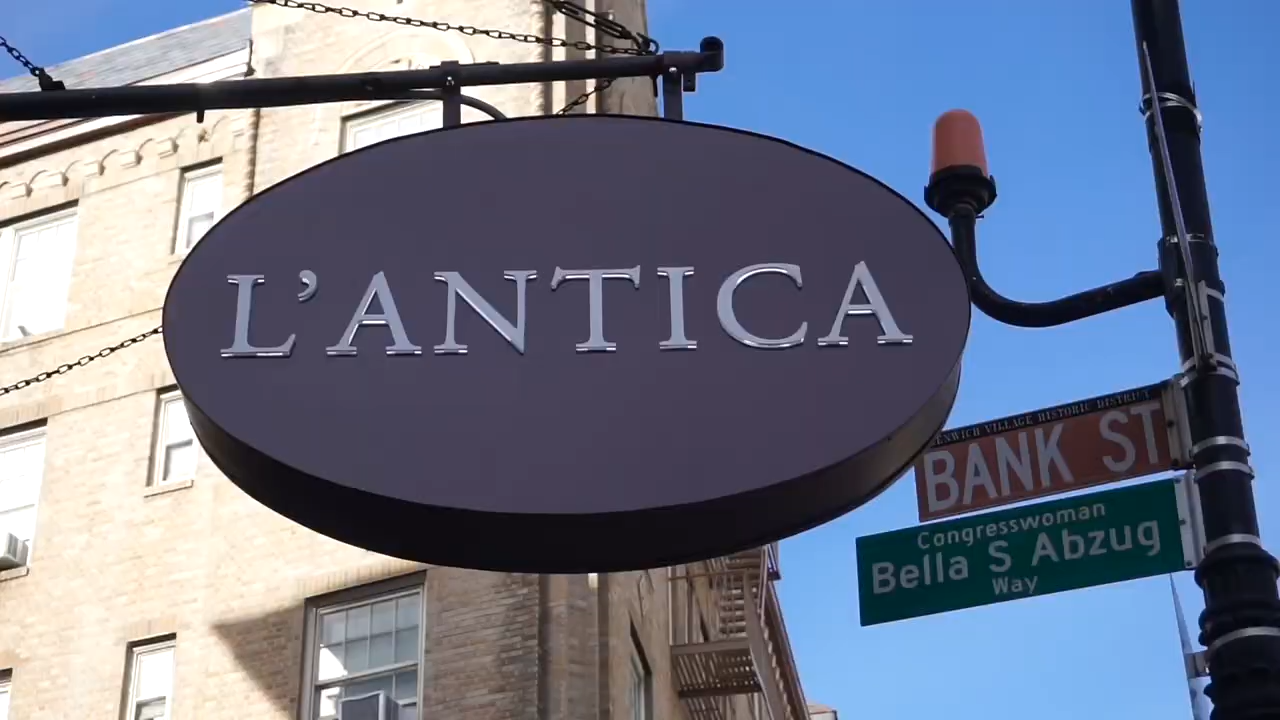 L'ANTICA
GREENWICH VILLAGE HISTORIC DISTRICT
BANK ST
Congresswoman
Bella S Abzug
Way